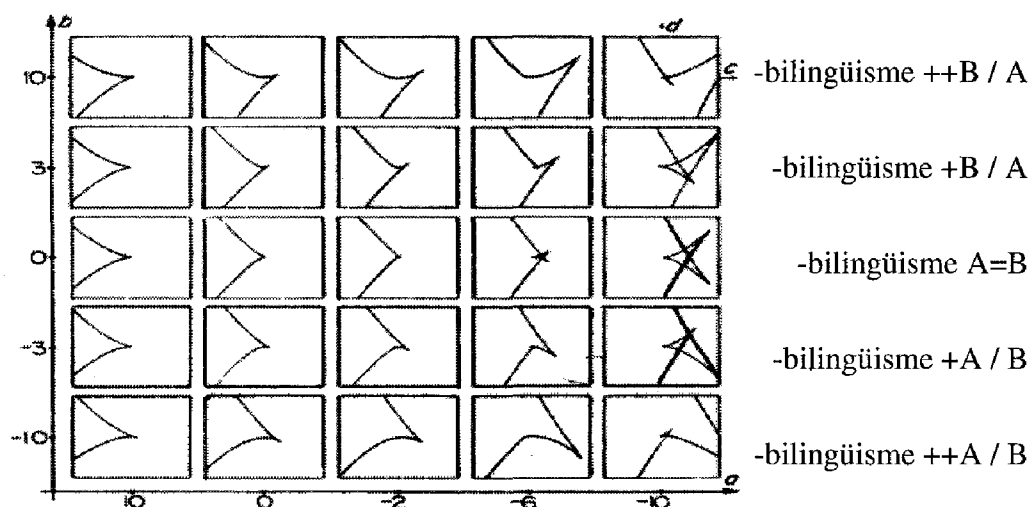 b
d
10
c
-bilingüisme ++B / A
3
-bilingüisme +B / A
0
-bilingüisme A=B
-3
-bilingüisme +A / B
-10
-bilingüisme ++A / B
a
10 0 -2 -6 -10